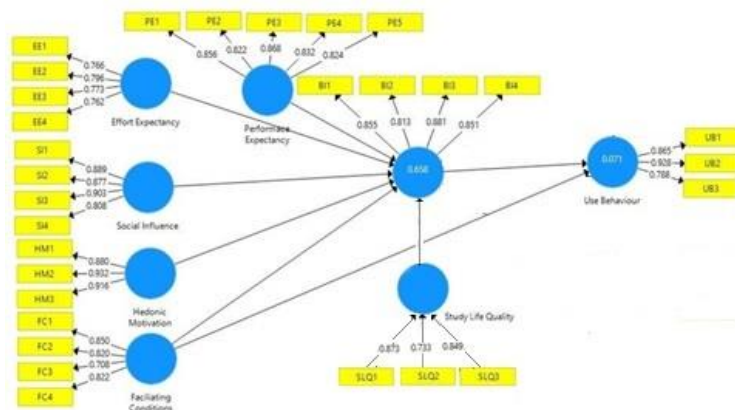 PE1
PE2
PE3
PE4
PE5
0.856
0.822
0.868
0.832
0.824
Performace
Expectancy
EE1
EE2
EE3
EE4
0.766
0.796
0.773
0.762
Effort Expectancy
BI1
BI2
BI3
BI4
0.855
0.813
0.881
0.851
0.658
SI1
SI2
SI3
SI4
0.889
0.877
0.903
0.808
Social Influence
0.071
Use Behaviour
0.865
0.928
0.788
UB1
UB2
UB3
HM1
HM2
HM3
0.880
0.932
0.916
Hedonic
Motivation
FC1
FC2
FC3
FC4
0.850
0.820
0.708
0.822
Faciliating
Conditions
Study Life Quality
0.873
0.733
0.849
SLQ1
SLQ2
SLQ3